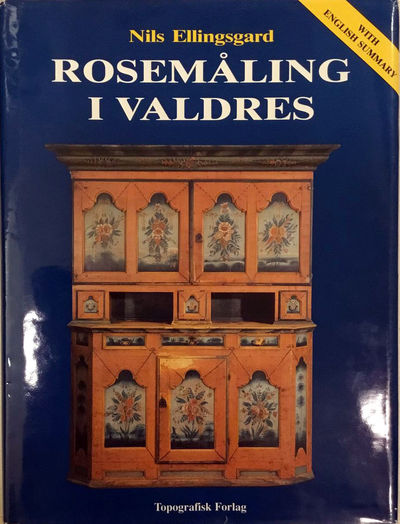 Nils Ellingsgard
WITH
ENGLISH SUMMARY
ROSEMÅLING
I VALDRES
Topografisk Forlag